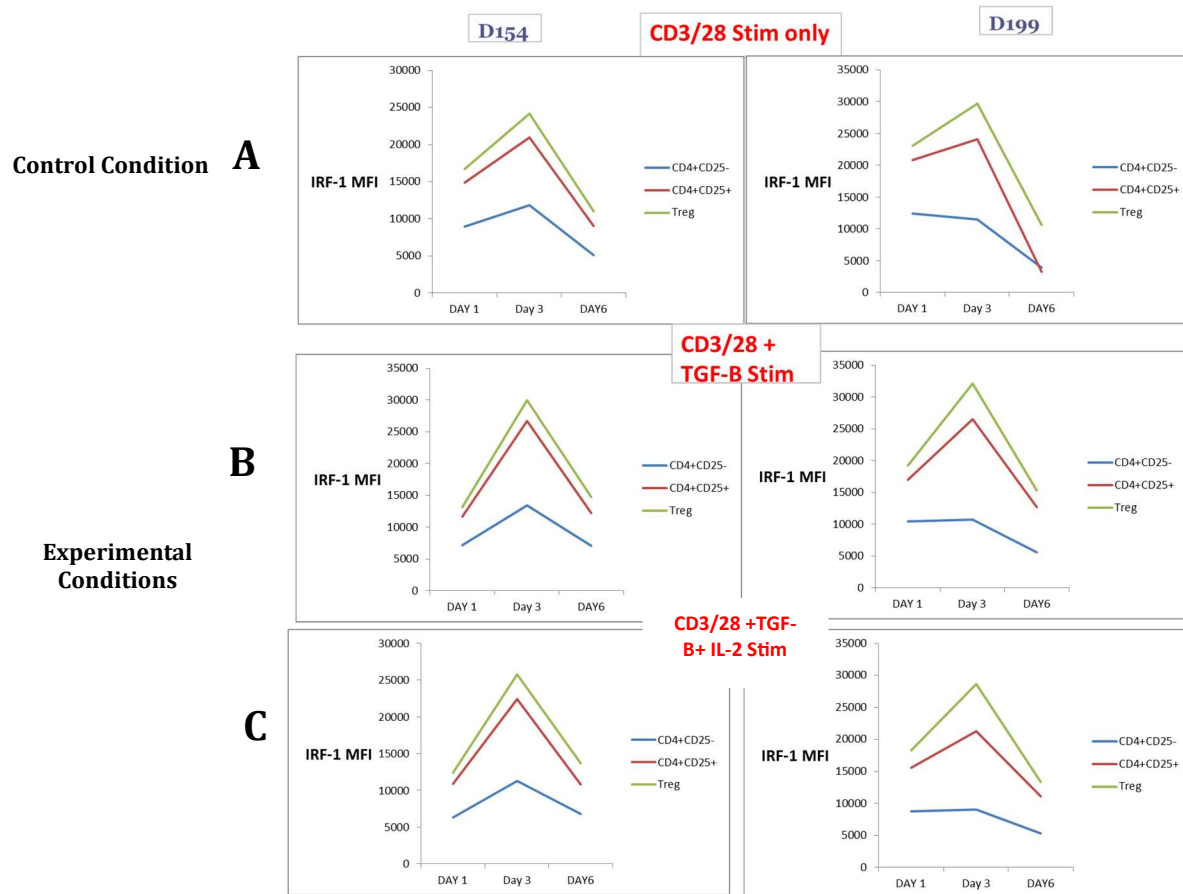 D154
CD3/28 Stim only
D199
Control Condition
A
30000
25000
20000
15000
10000
5000
0
IRF-1 MFI
DAY 1
Day 3
DAY6
CD4+CD25-
CD4+CD25+
Treg
35000
30000
25000
20000
15000
10000
5000
0
IRF-1 MFI
DAY 1
Day 3
DAY6
CD4+CD25-
CD4+CD25+
Treg
CD3/28 +
TGF-B Stim
Experimental
Conditions
B
35000
30000
25000
20000
15000
10000
5000
0
IRF-1 MFI
DAY 1
Day 3
DAY6
CD4+CD25-
CD4+CD25+
Treg
35000
30000
25000
20000
15000
10000
5000
0
IRF-1 MFI
DAY 1
Day 3
DAY6
CD4+CD25-
CD4+CD25+
Treg
CD3/28 +TGF-
B+ IL-2 Stim
C
30000
25000
20000
15000
10000
5000
0
IRF-1 MFI
DAY 1
Day 3
DAY6
CD4+CD25-
CD4+CD25+
Treg
35000
30000
25000
20000
15000
10000
5000
0
IRF-1 MFI
DAY 1
Day 3
DAY6
CD4+CD25-
CD4+CD25+
Treg